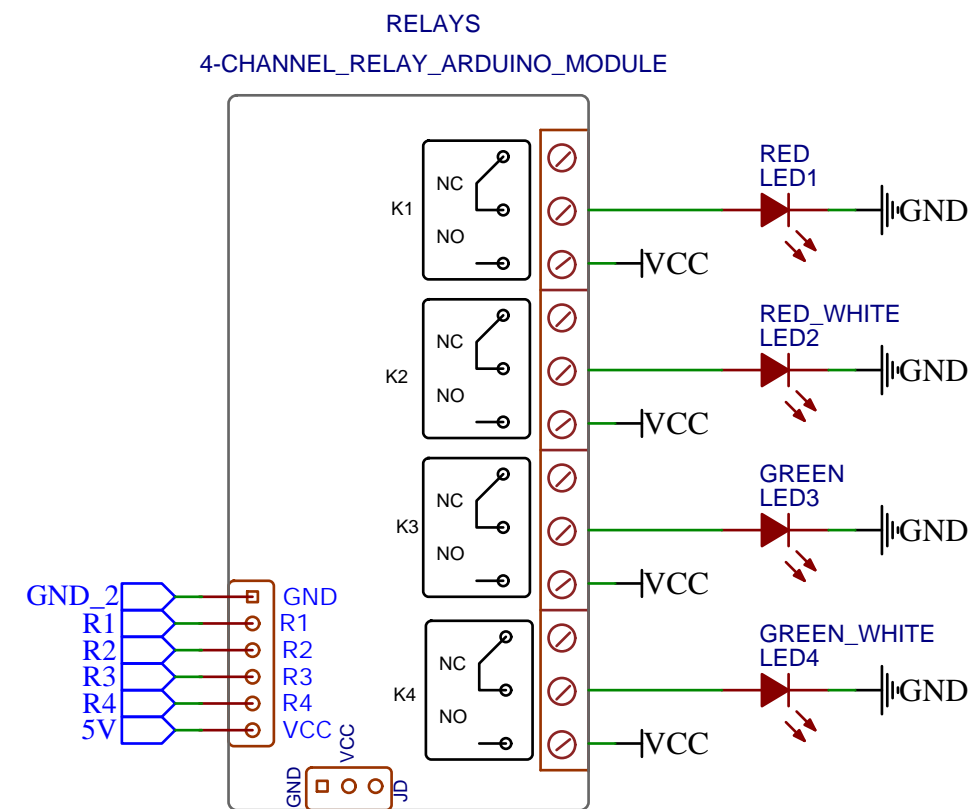 RELAYS
4-CHANNEL_RELAY_ARDUINO_MODULE
K1
NC
NO
RED
LED1
GND
VCC
K2
NC
NO
RED_WHITE
LED2
GND
VCC
K3
NC
NO
GREEN
LED3
GND
VCC
K4
NC
NO
GREEN_WHITE
LED4
GND
VCC
GND_2 GND
R1 R1
R2 R2
R3 R3
R4 R4
5V VCC
GND
VCC
JD